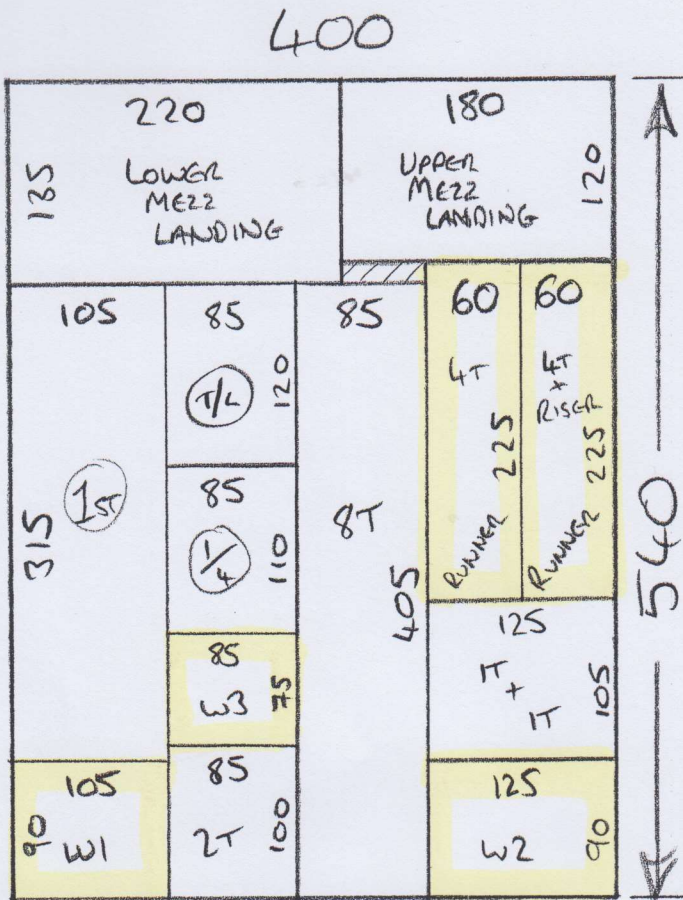 400
220
180
135
LOWER
MEZZ
LANDING
UPPER
MEZZ
LANDING
120
105
85
85
60
60
T/L
120
4T
4T
+
RISER
225
225
RUNNER
RUNNER
1ST
85
8T
315
1/4
110
405
540
85
W3
75
125
1T
+
1T
105
105
90
W1
85
2T
100
125
W2
90